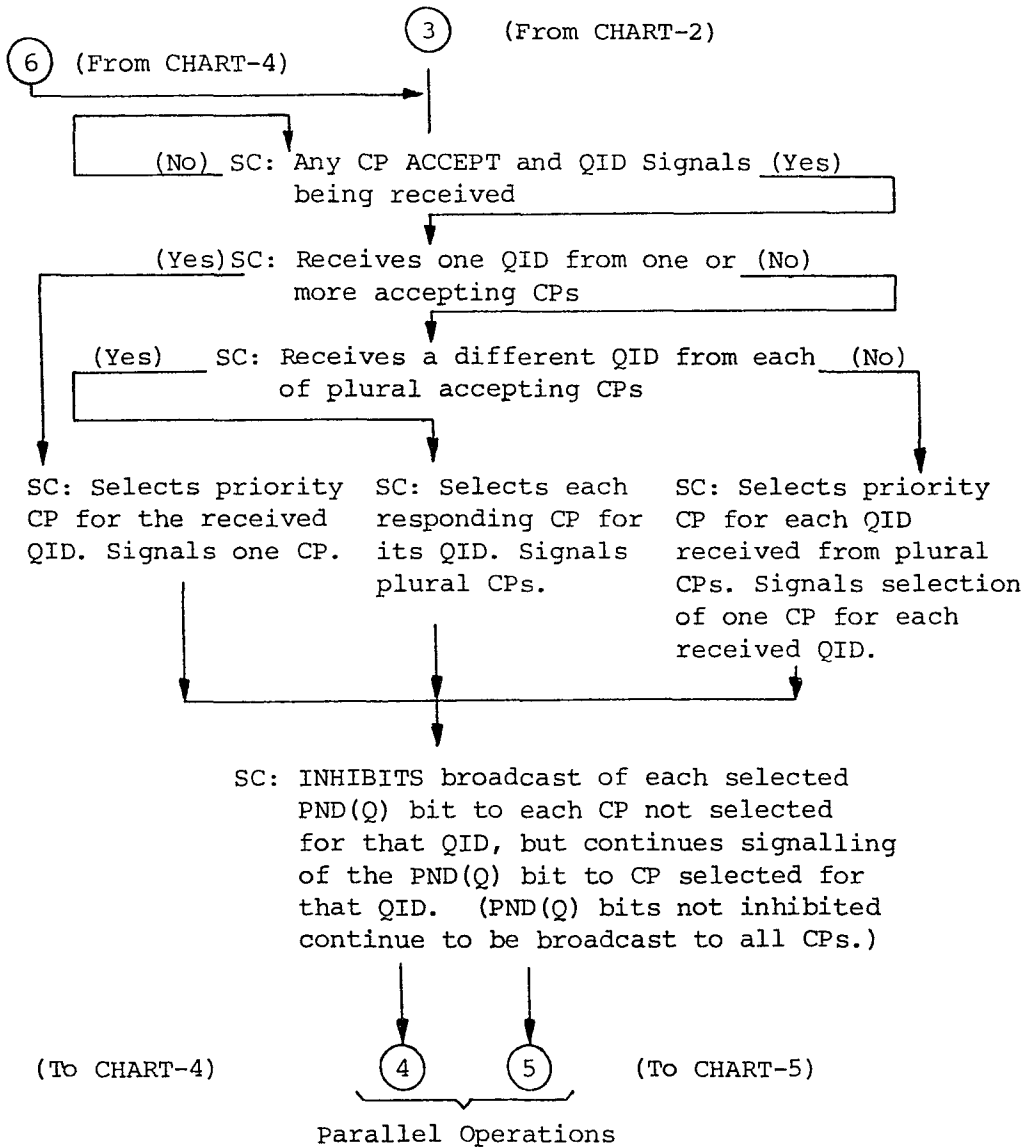 3 (From CHART-2)
6 (From CHART-4)
(No) SC: Any CP ACCEPT and QID Signals (Yes)
being received
(Yes) SC: Receives one QID from one or (No)
more accepting CPs
(Yes) SC: Receives a different QID from each (No)
of plural accepting CPs
SC: Selects priority
CP for the received
QID. Signals one CP.
SC: Selects each
responding CP for
its QID. Signals
plural CPs.
SC: Selects priority
CP for each QID
received from plural
CPs. Signals selection
of one CP for each
received QID.
SC: INHIBITS broadcast of each selected
PND(Q) bit to each CP not selected
for that QID, but continues signalling
of the PND(Q) bit to CP selected for
that QID. (PND(Q) bits not inhibited
continue to be broadcast to all CPs.)
(To CHART-4) 4 5 (To CHART-5)
Parallel Operations